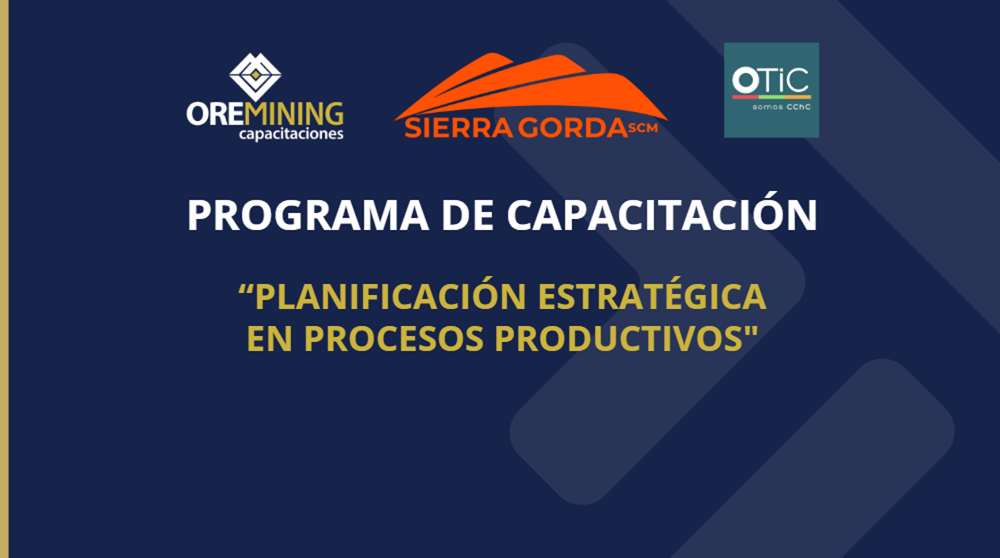 OREMINING
capacitaciones
SIERRA GORDA SCM
OTiC
somos CChC
PROGRAMA DE CAPACITACIÓN
“PLANIFICACIÓN ESTRATÉGICA
EN PROCESOS PRODUCTIVOS"